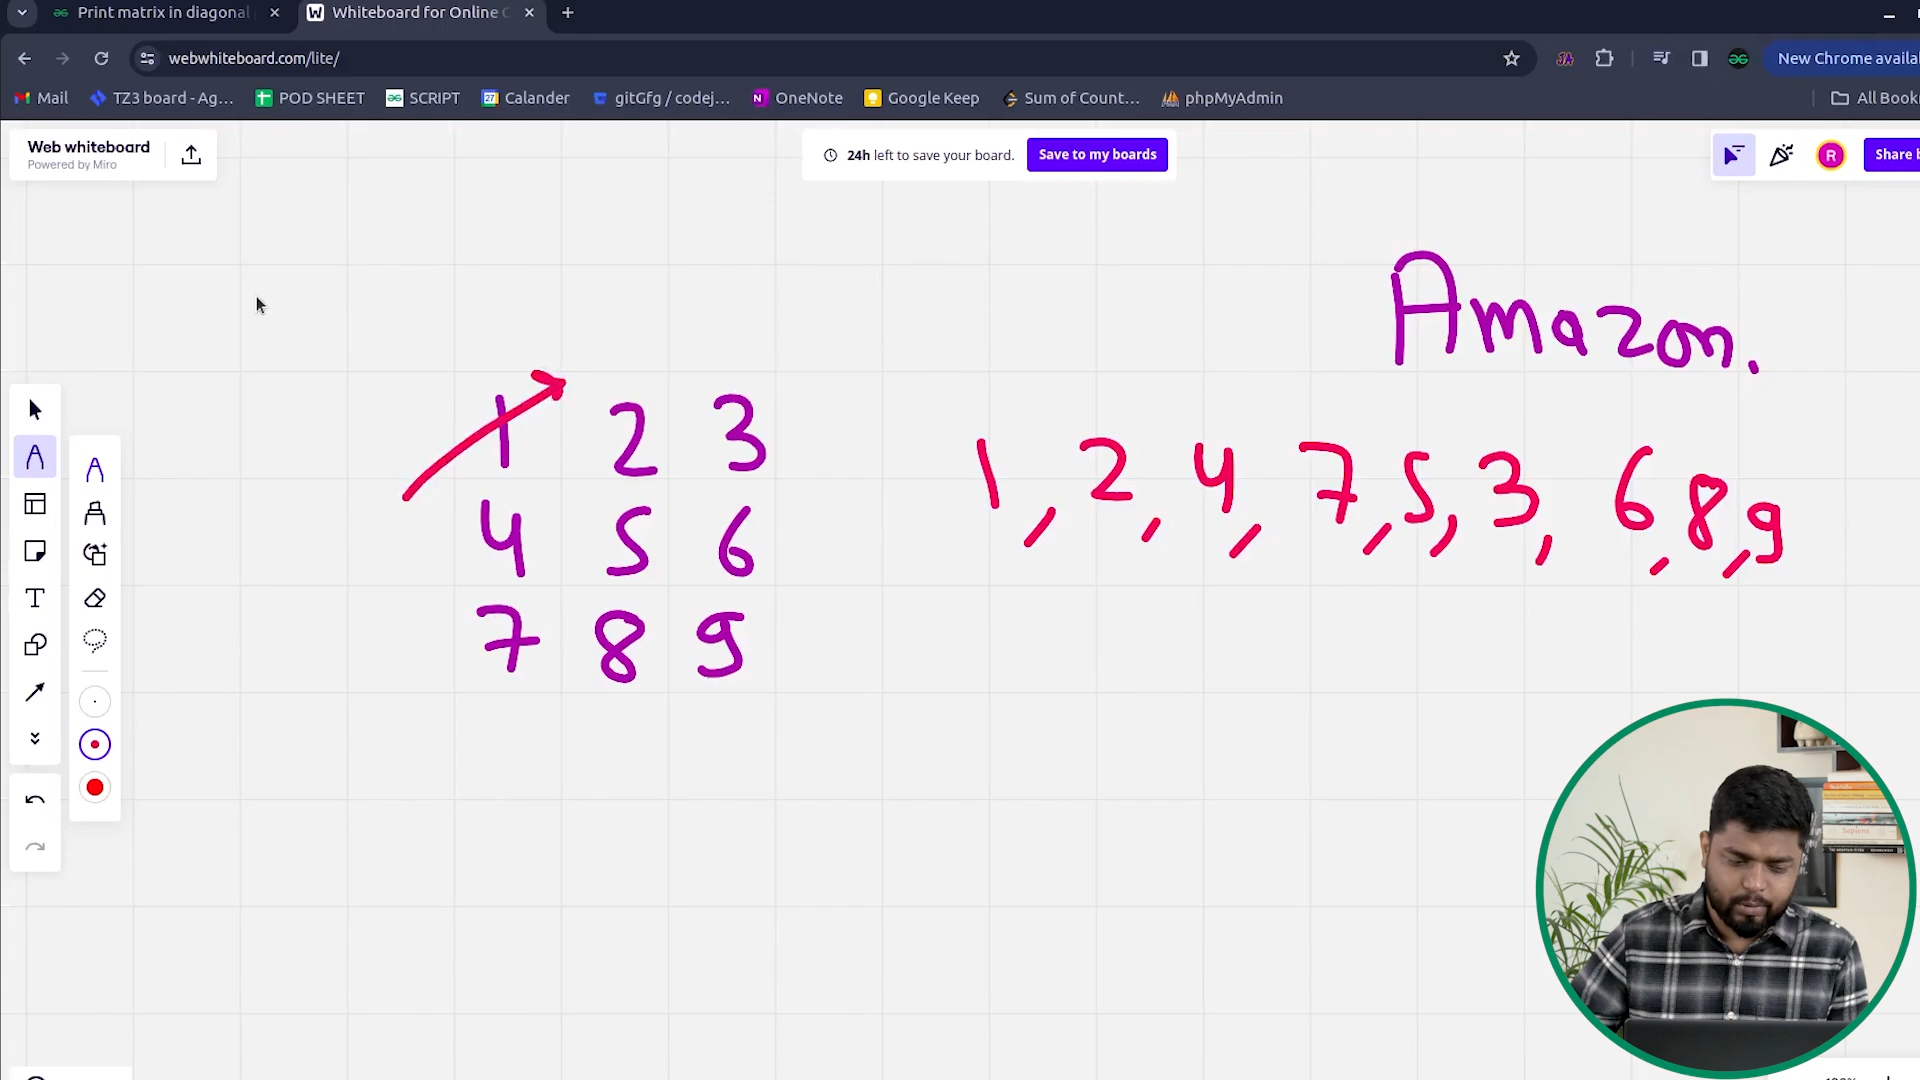 Print matrix in diagonal
Whiteboard for Online
webwhiteboard.com/lite/
New Chrome availa
Mail
TZ3 board - Ag...
POD SHEET
SCRIPT
Calander
gitGfg / codej...
OneNote
Google Keep
Sum of Count...
phpMyAdmin
All Book
Web whiteboard
Powered by Miro
24h left to save your board.
Save to my boards
R
Share
Amazon.
1 2 3
4 5 6
7 8 9
1, 2, 4, 7, 5, 3, 6, 8, 9
Sapiens